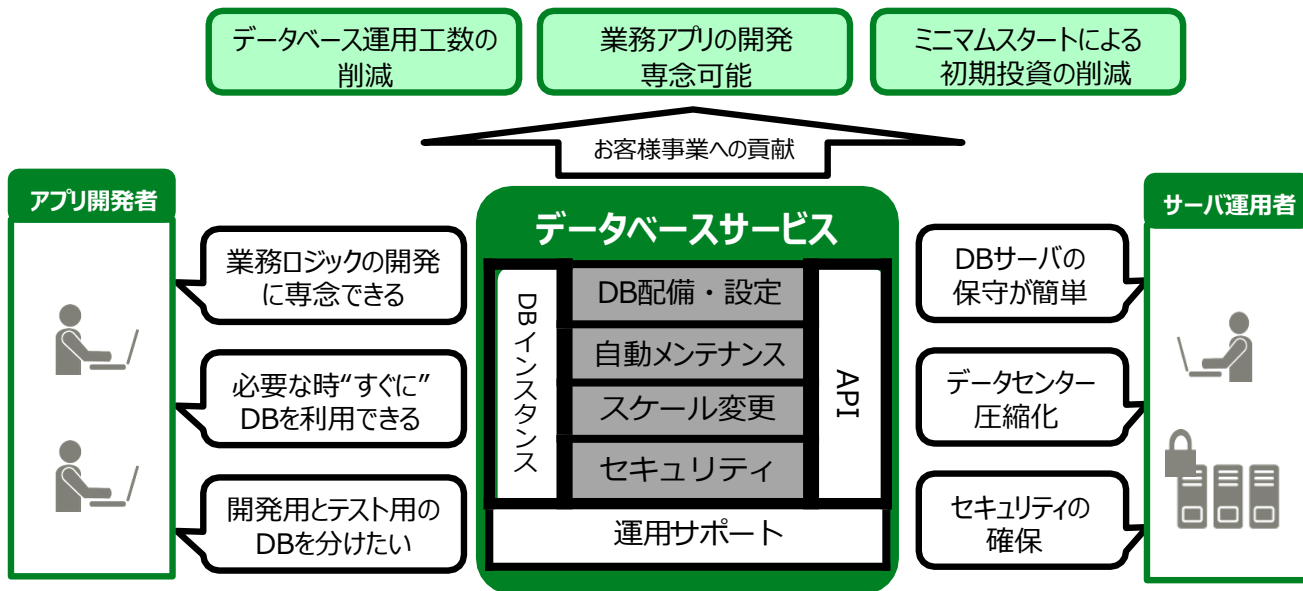 データベース運用工数の
削減
業務アプリの開発
専念可能
ミニマムスタートによる
初期投資の削減
お客様事業への貢献
アプリ開発者
業務ロジックの開発
に専念できる
必要な時“すぐに”
DBを利用できる
開発用とテスト用の
DBを分けたい
データベースサービス
DBインスタンス
DB配備・設定
自動メンテナンス
スケール変更
セキュリティ
API
運用サポート
サーバ運用者
DBサーバの
保守が簡単
データセンター
圧縮化
セキュリティの
確保